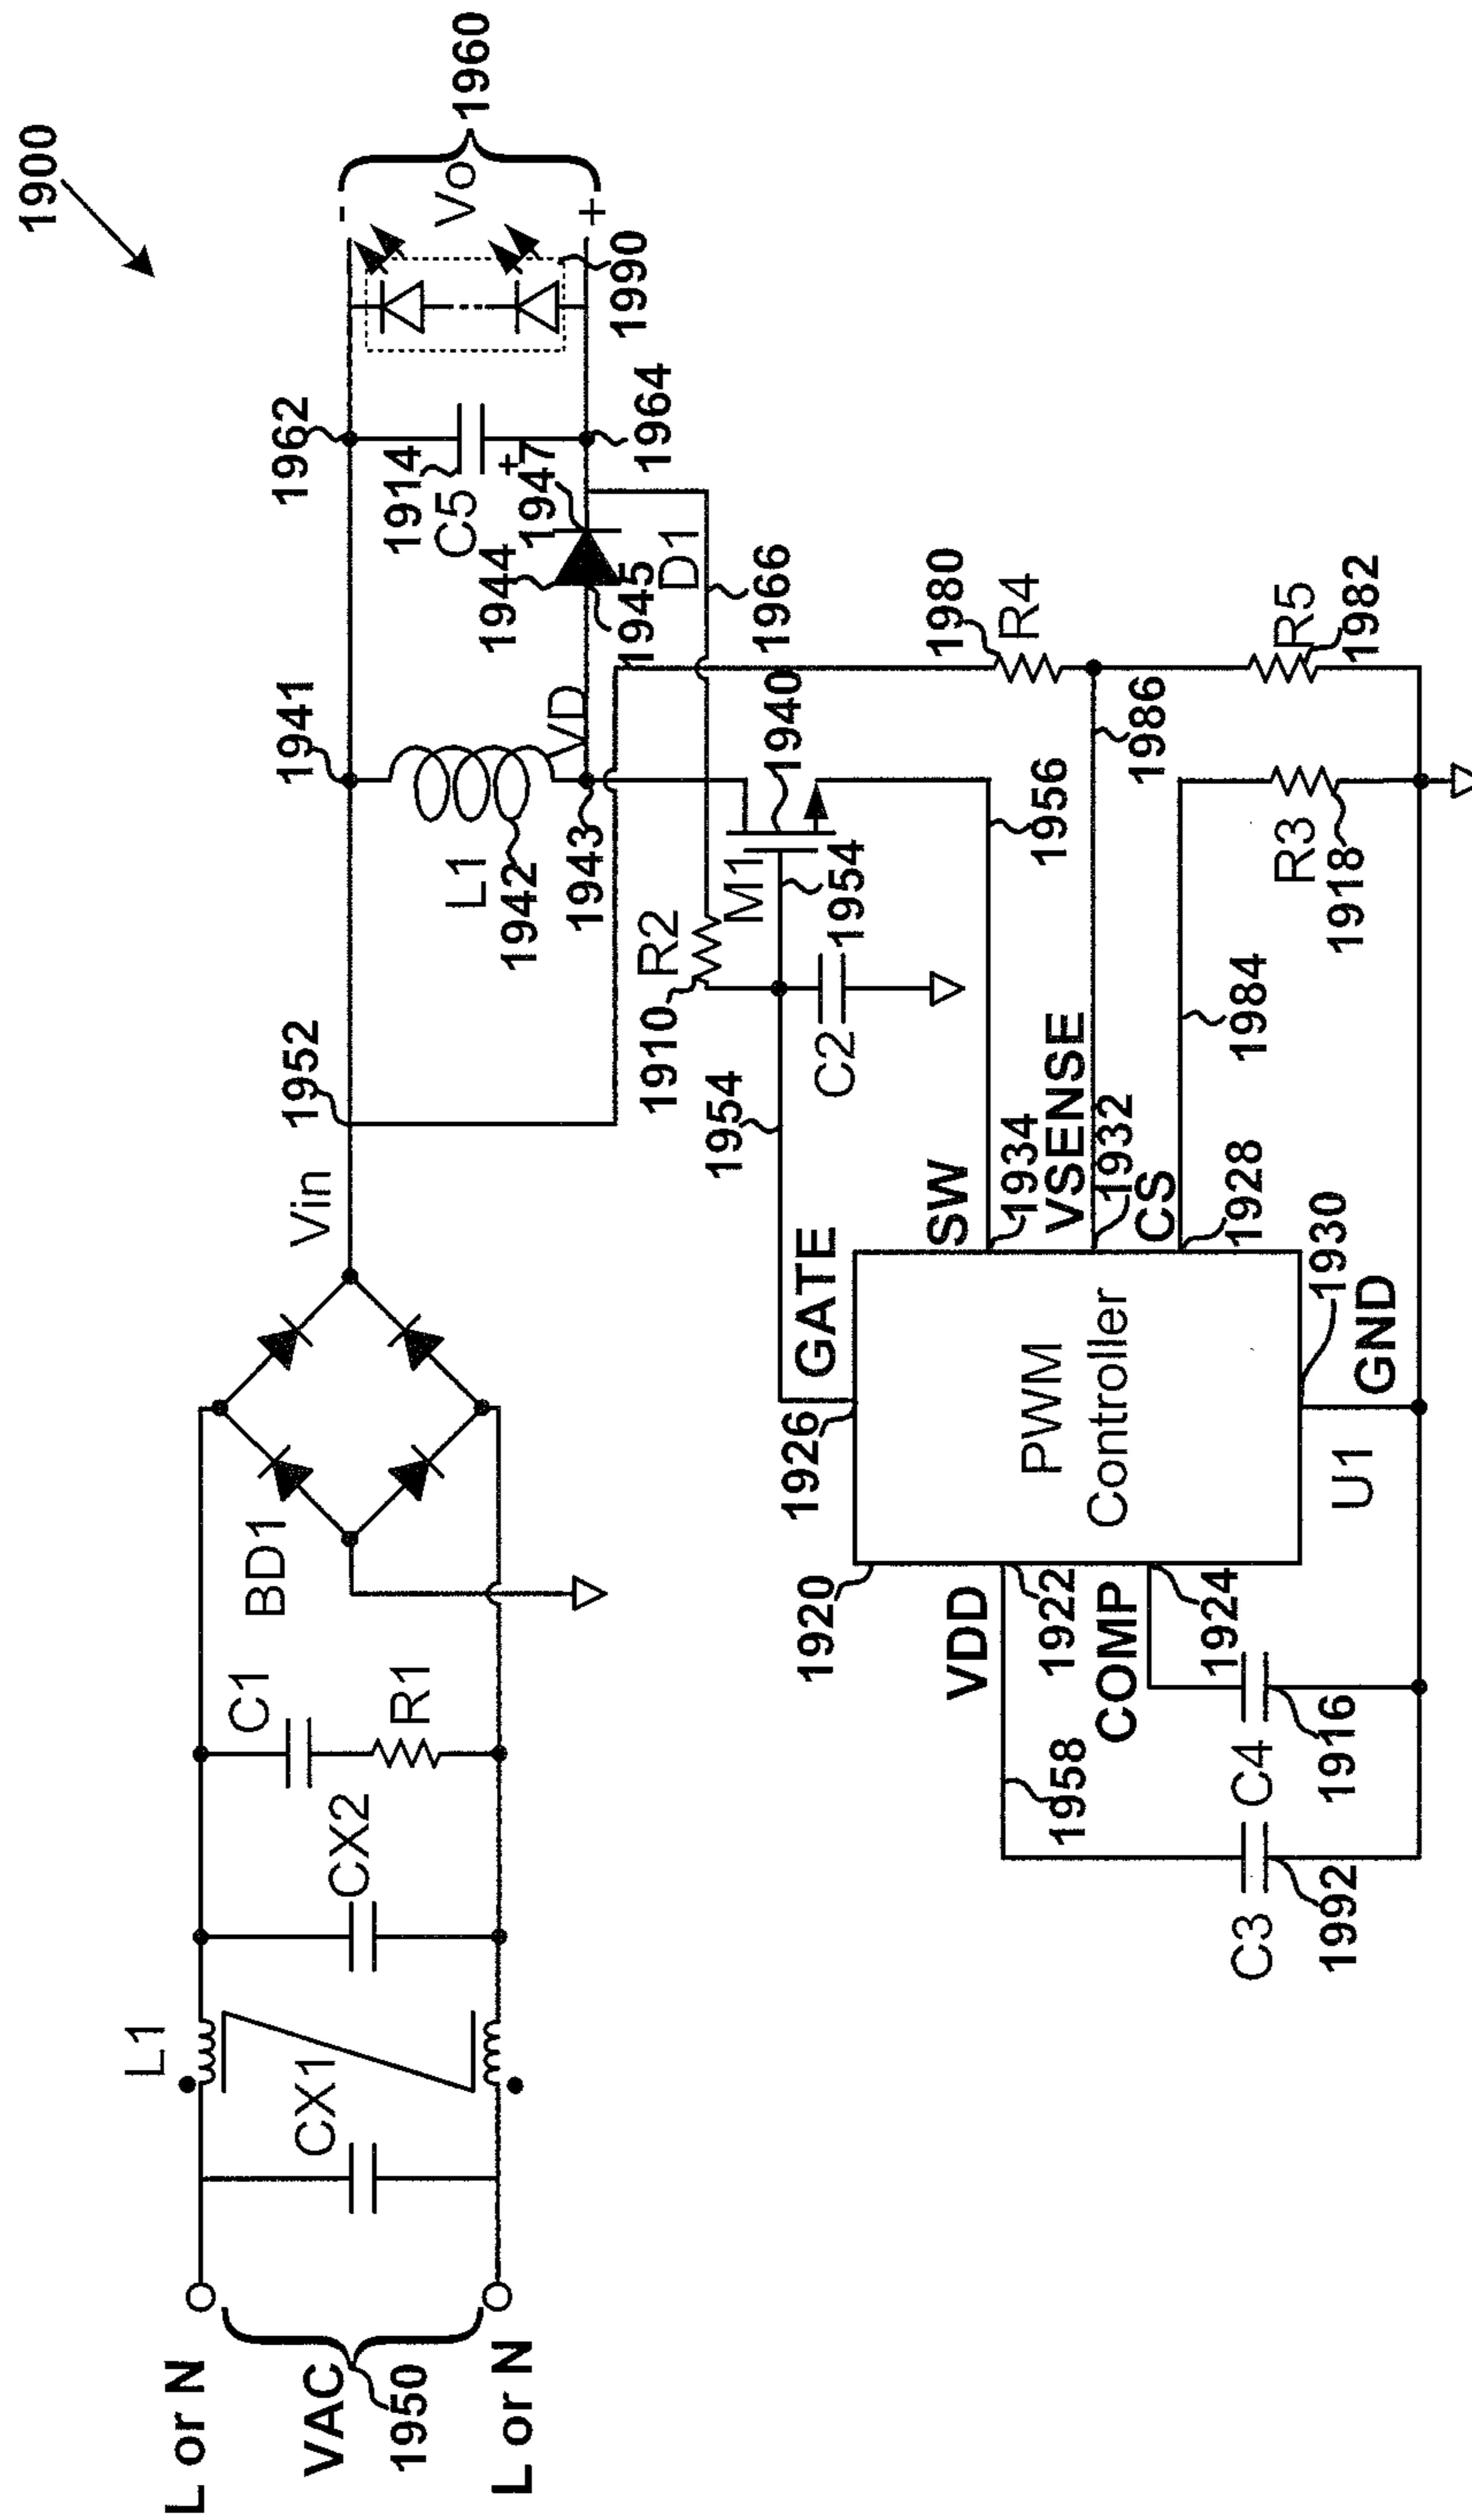 1900
L or N
VAC
1950
L or N
L1
CX1
CX2
C1
R1
BD1
Vin
1952
1941
L1
1942
1943
VD
1962
1914
C5
+
1947
1944
1945
D1
1964
-
Vo
+
1960
1990
1966
1910
R2
M1
1940
1954
1954
C2
1956
1980
R4
1986
R5
1982
R3
1918
1984
GATE
1926
SW
1934
VSENSE
1932
CS
1928
1930
GND
PWM
Controller
U1
1920
VDD
1922
COMP
1924
1958
C4
1916
C3
1992